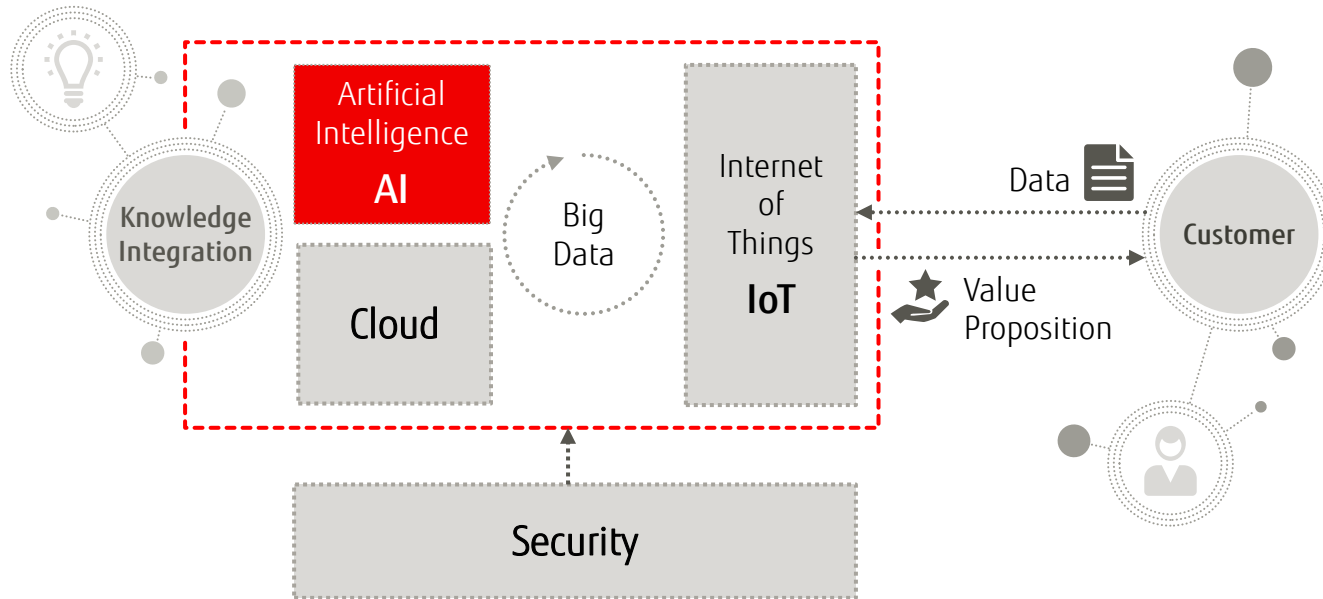 Artificial
Intelligence
AI
Knowledge
Integration
Cloud
Big
Data
Internet
of
Things
IoT
Data
Value
Proposition
Customer
Security